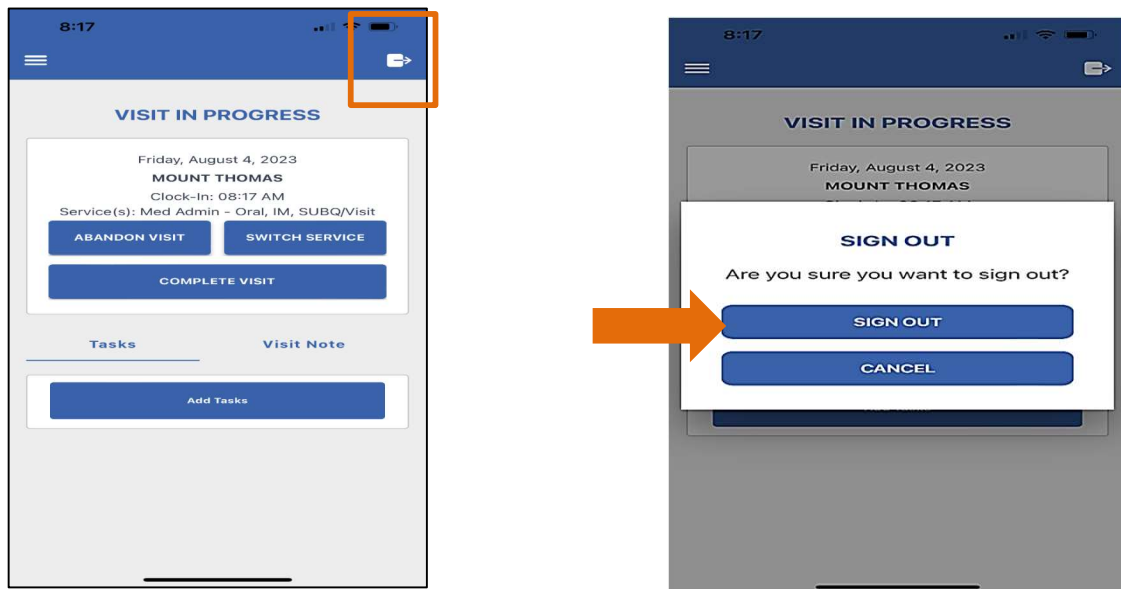 8:17
VISIT IN PROGRESS
Friday, August 4, 2023
MOUNT THOMAS
Clock-In: 08:17 AM
Service(s): Med Admin - Oral, IM, SUBQ/Visit
ABANDON VISIT
SWITCH SERVICE
COMPLETE VISIT
Tasks
Visit Note
Add Tasks
8:17
VISIT IN PROGRESS
Friday, August 4, 2023
MOUNT THOMAS
SIGN OUT
Are you sure you want to sign out?
SIGN OUT
CANCEL